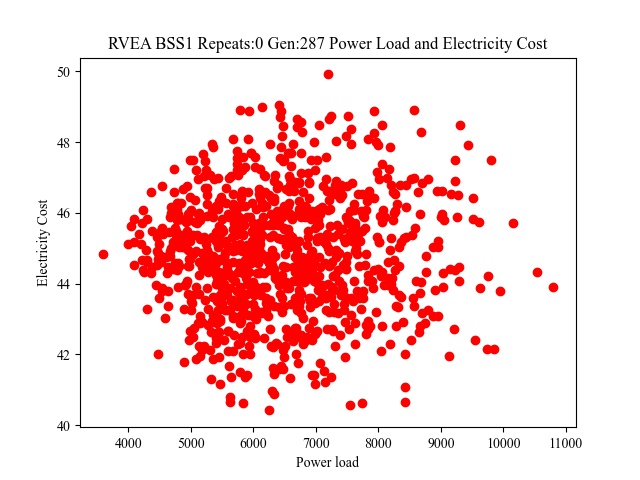 RVEA BSS1 Repeats:0 Gen:287 Power Load and Electricity Cost
50
48
46
44
42
40
Electricity Cost
4000 5000 6000 7000 8000 9000 10000 11000
Power load